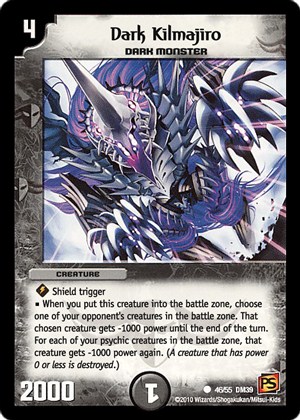 4
Dark Kilmajiro
DARK MONSTER
CREATURE
Shield trigger
▪ When you put this creature into the battle zone, choose
one of your opponent's creatures in the battle zone. That
chosen creature gets -1000 power until the end of the turn.
For each of your psychic creatures in the battle zone, that
creature gets -1000 power. (A creature that has power
0 or less is destroyed.)
2000
1
46/55 DM39
©2010 Wizards/Shogakukan/Mitsui-Kids
PS